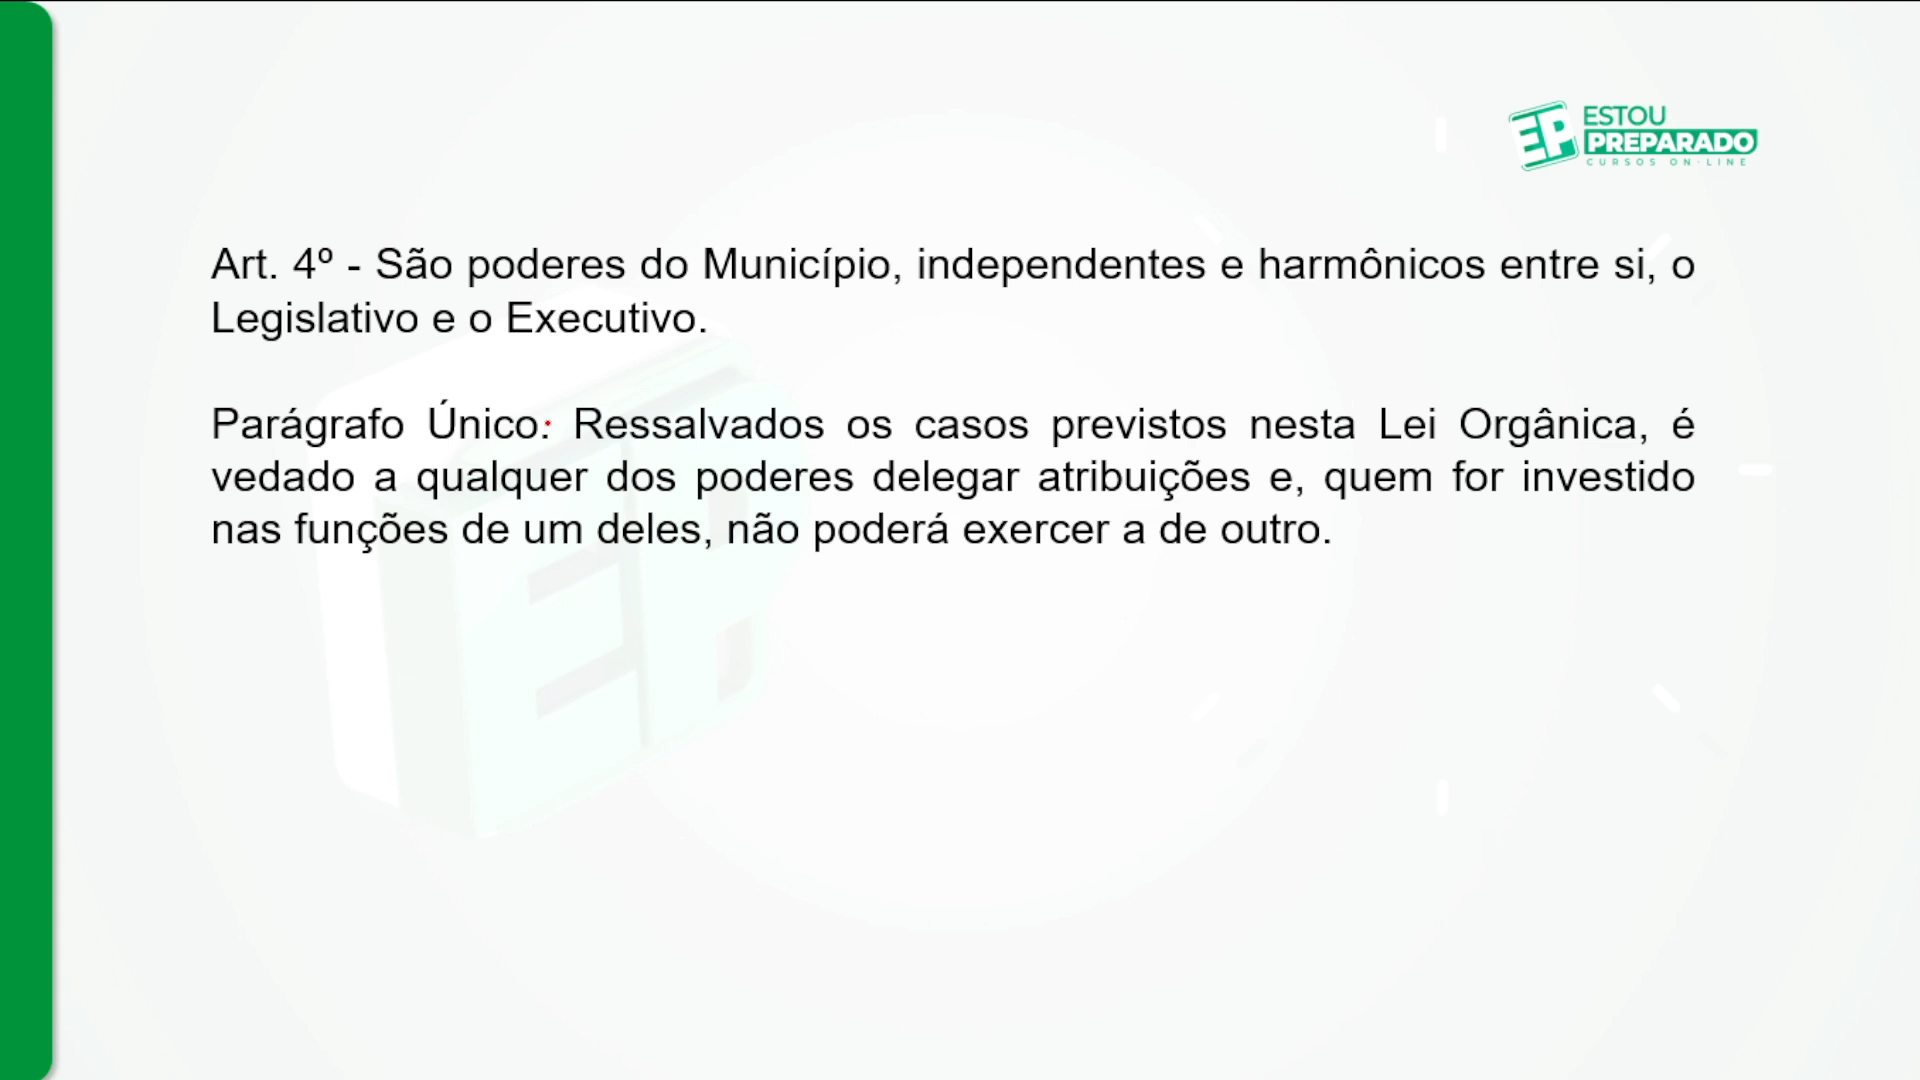 EP ESTOU
PREPARADO
CURSOS ON-LINE
Art. 4º - São poderes do Município, independentes e harmônicos entre si, o
Legislativo e o Executivo.
Parágrafo Único: Ressalvados os casos previstos nesta Lei Orgânica, é
vedado a qualquer dos poderes delegar atribuições e, quem for investido
nas funções de um deles, não poderá exercer a de outro.
EP